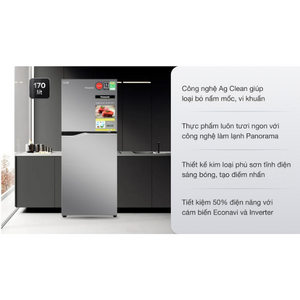 170
lít
Công nghệ Ag Clean giúp
loại bỏ nấm mốc, vi khuẩn
Thực phẩm luôn tươi ngon với
công nghệ làm lạnh Panorama
Thiết kế kim loại phủ sơn tĩnh điện
sáng bóng, tạo điểm nhấn
Tiết kiệm 50% điện năng với
cảm biến Econavi và Inverter